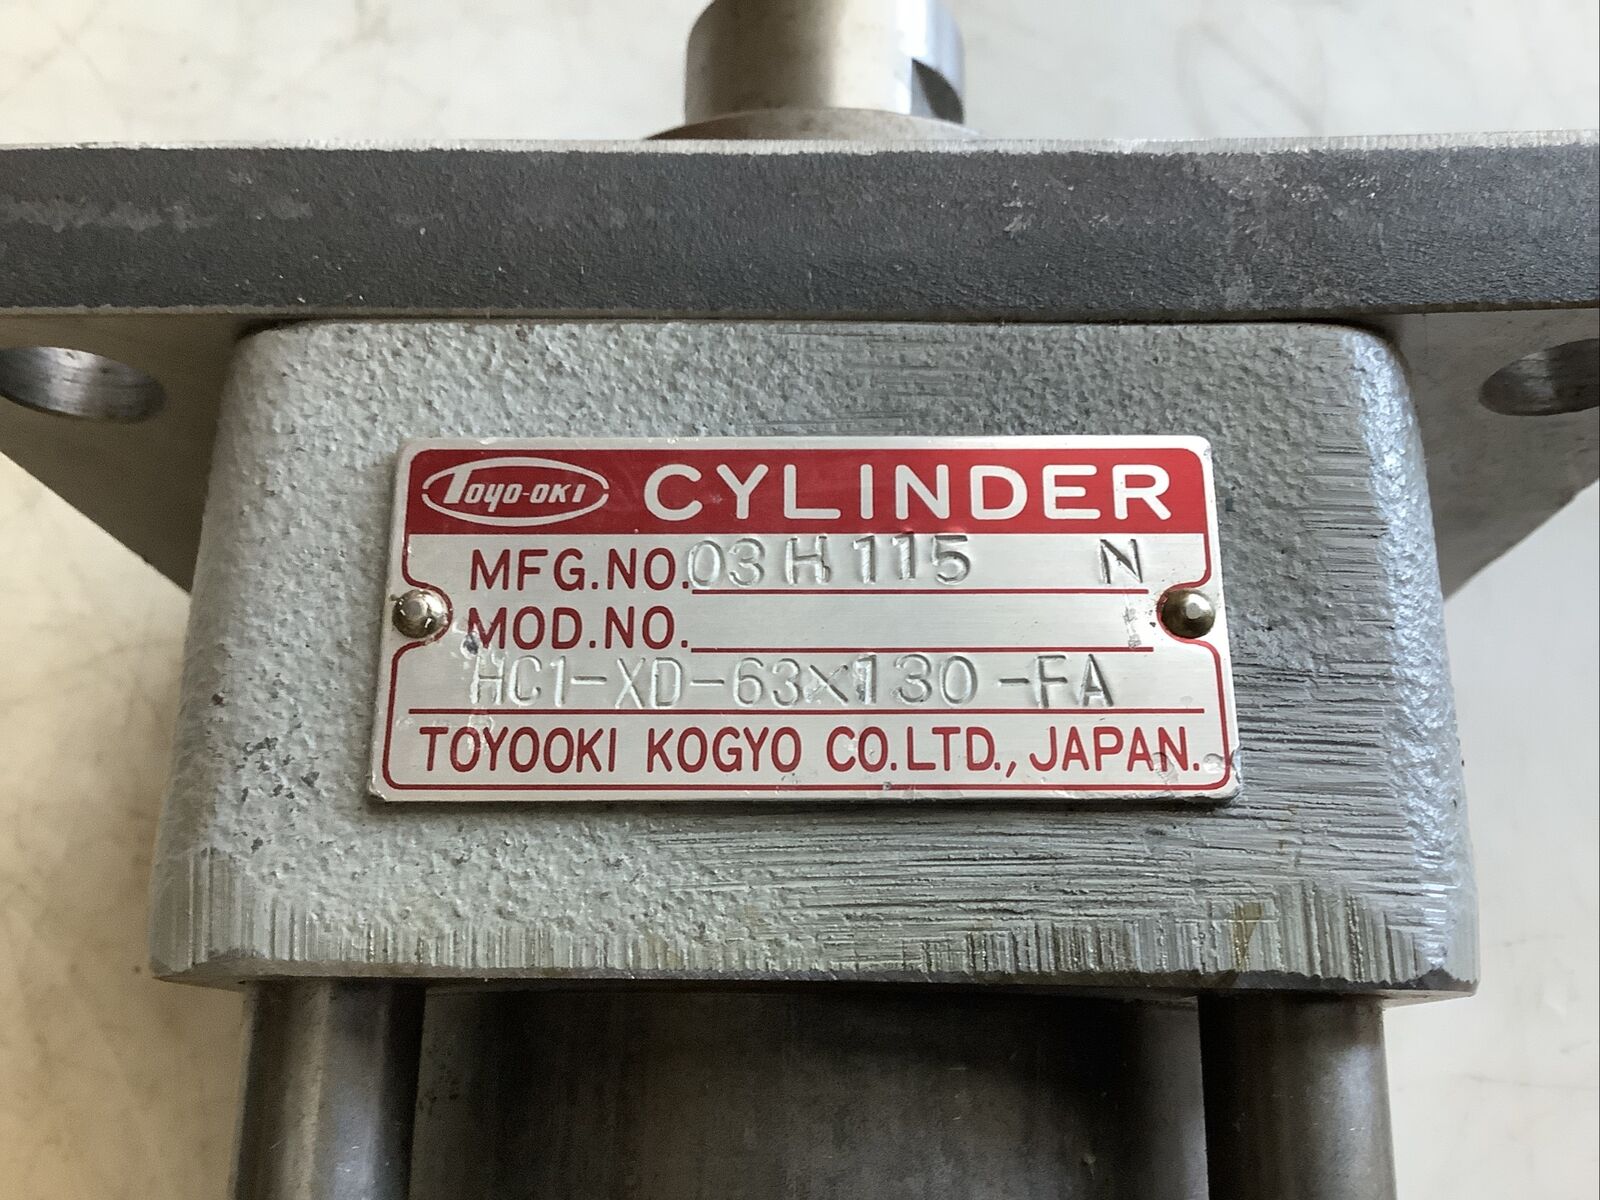 TOYO-OKI CYLINDER
MFG.NO. 03H115 N
MOD.NO.
HC1-XD-63×130-FA
TOYOOKI KOGYO CO.LTD., JAPAN.